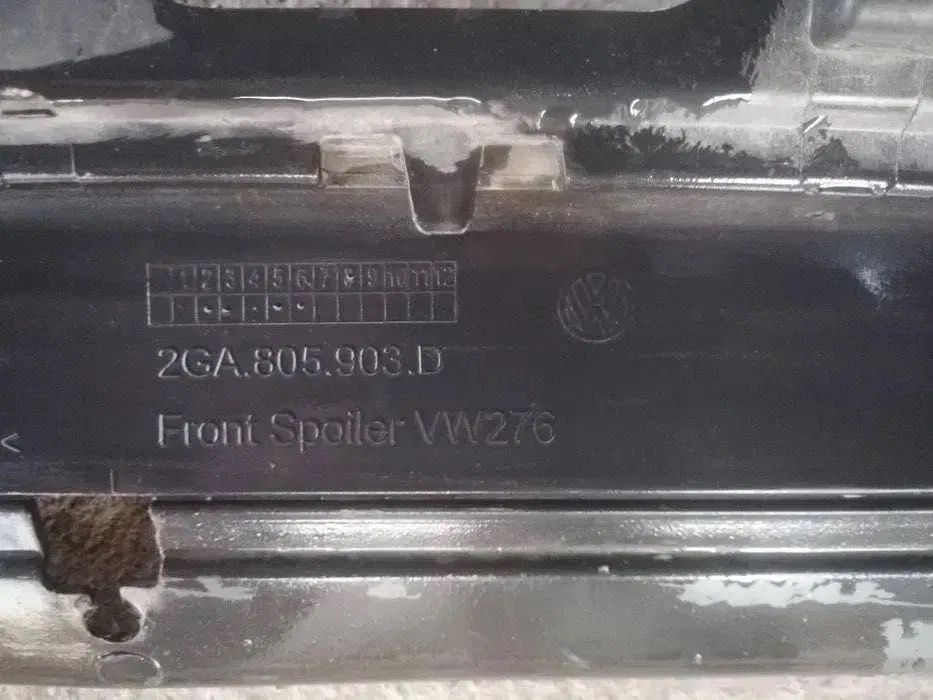 1 2 3 4 5 6 7 8 9 10 11 12
2GA.805.903.D
Front Spoiler VW276
<